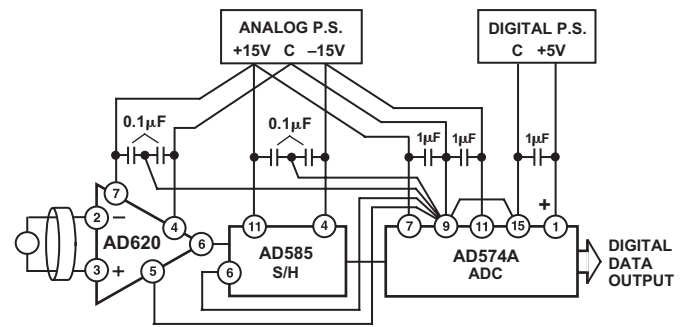 ANALOG P.S.
+15V C –15V
DIGITAL P.S.
C +5V
0.1µF
0.1µF
1µF
1µF
1µF
+
7
4
11
4
7
9
11
15
1
2
–
AD620
6
3
+
5
AD585
S/H
6
AD574A
ADC
DIGITAL
DATA
OUTPUT